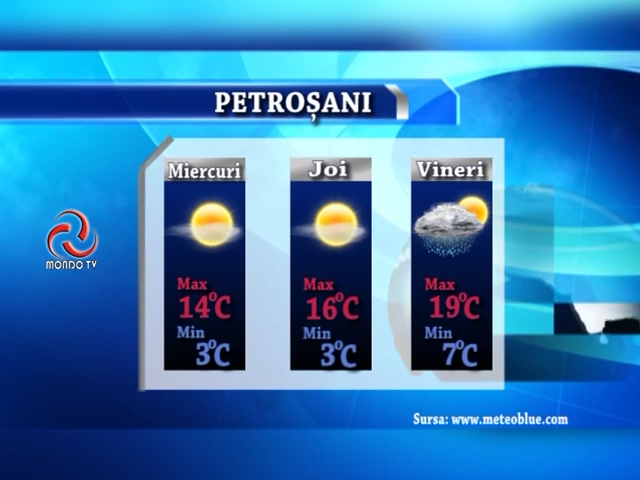 PETROȘANI
Miercuri
Max
14°C
Min
3°C
Joi
Max
16°C
Min
3°C
Vineri
Max
19°C
Min
7°C
MONDO TV
Sursa: www.meteoblue.com